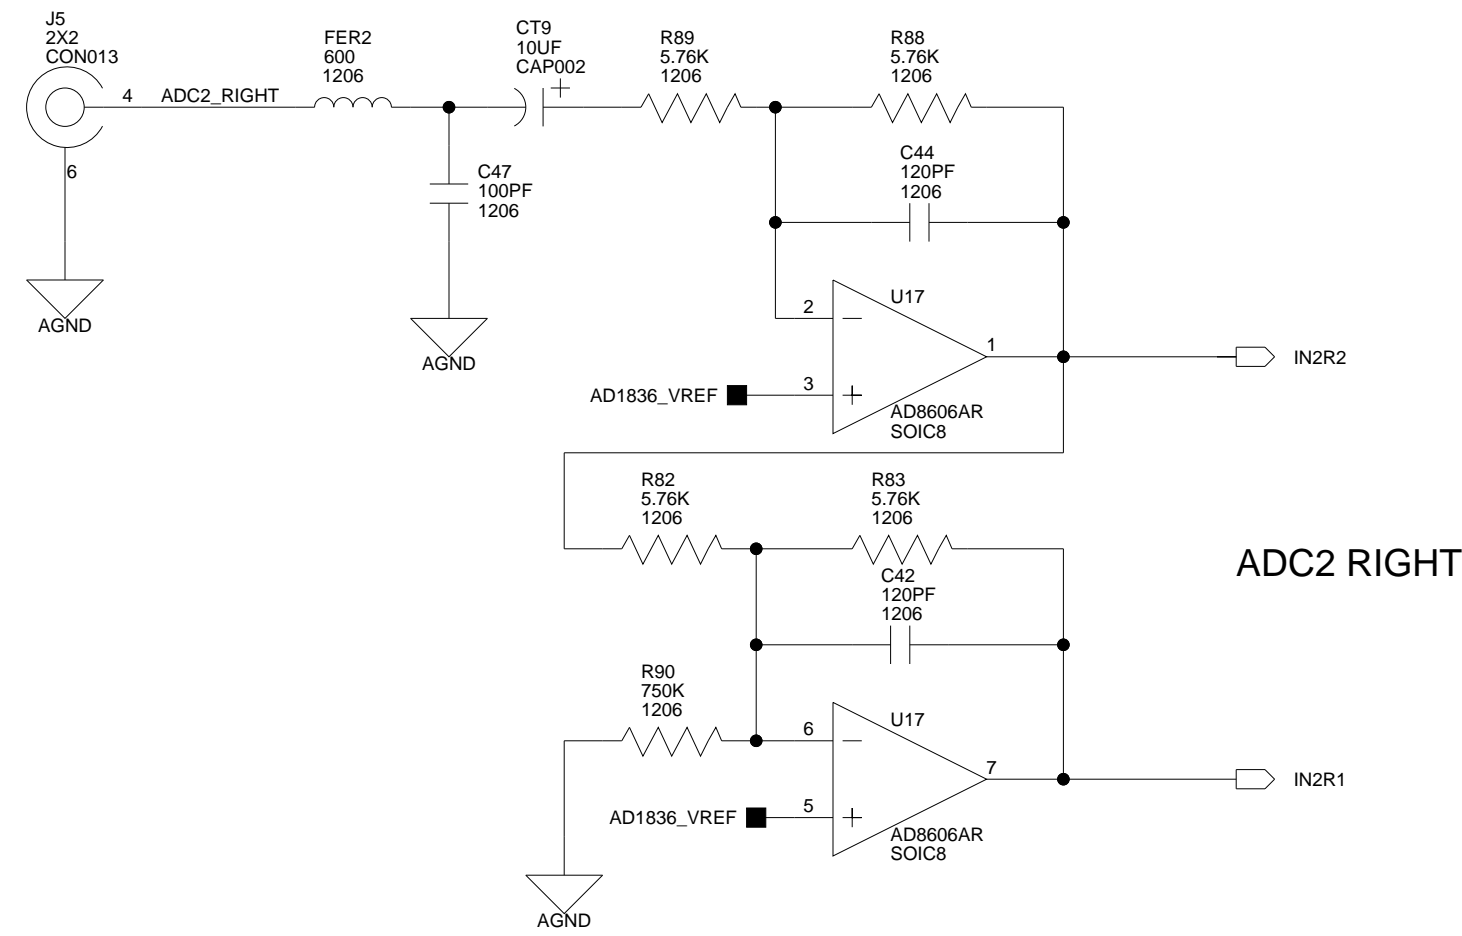 J5
2X2
CON013
4
ADC2_RIGHT
6
AGND
FER2
600
1206
CT9
10UF
CAP002
+
C47
100PF
1206
AGND
R89
5.76K
1206
R88
5.76K
1206
C44
120PF
1206
U17
2
−
3
+
1
AD1836_VREF
AD8606AR
SOIC8
IN2R2
R82
5.76K
1206
R83
5.76K
1206
C42
120PF
1206
ADC2 RIGHT
R90
750K
1206
U17
6
−
5
+
7
AD1836_VREF
AD8606AR
SOIC8
IN2R1
AGND